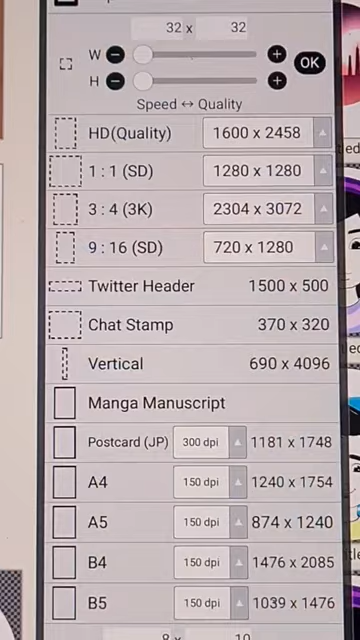 32 x 32
W
OK
H
Speed ↔ Quality
HD(Quality) 1600 x 2458
1 : 1 (SD) 1280 x 1280
3 : 4 (3K) 2304 x 3072
9 : 16 (SD) 720 x 1280
Twitter Header 1500 x 500
Chat Stamp 370 x 320
Vertical 690 x 4096
Manga Manuscript
Postcard (JP) 300 dpi 1181 x 1748
A4 150 dpi 1240 x 1754
A5 150 dpi 874 x 1240
B4 150 dpi 1476 x 2085
B5 150 dpi 1039 x 1476